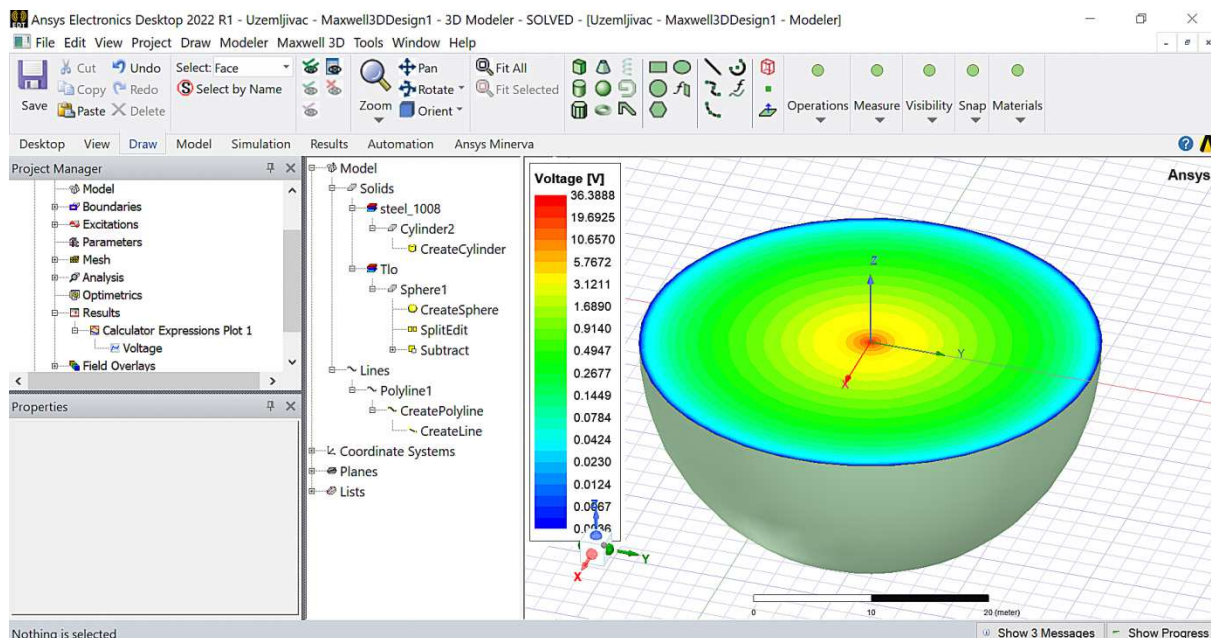 Ansys Electronics Desktop 2022 R1 - Uzemljivac - Maxwell3DDesign1 - 3D Modeler - SOLVED - [Uzemljivac - Maxwell3DDesign1 - Modeler]
File Edit View Project Draw Modeler Maxwell 3D Tools Window Help
Save
Cut
Copy
Paste
Undo
Redo
Delete
Select: Face
Select by Name
Zoom
Pan
Rotate
Orient
Fit All
Fit Selected
Operations
Measure
Visibility
Snap
Materials
Desktop View Draw Model Simulation Results Automation Ansys Minerva
Project Manager
Model
Boundaries
Excitations
Parameters
Mesh
Analysis
Optimetrics
Results
Calculator Expressions Plot 1
Voltage
Field Overlays
Properties
Model
Solids
steel_1008
Cylinder2
CreateCylinder
Tlo
Sphere1
CreateSphere
SplitEdit
Subtract
Lines
Polyline1
CreatePolyline
CreateLine
Coordinate Systems
Planes
Lists
Voltage [V]
36.3888
19.6925
10.6570
5.7672
3.1211
1.6890
0.9140
0.4947
0.2677
0.1449
0.0784
0.0424
0.0230
0.0124
0.0067
0.0036
Ansys
Z
Y
X
Z
Y
X
0 10 20 (meter)
Nothing is selected
Show 3 Messages
Show Progress